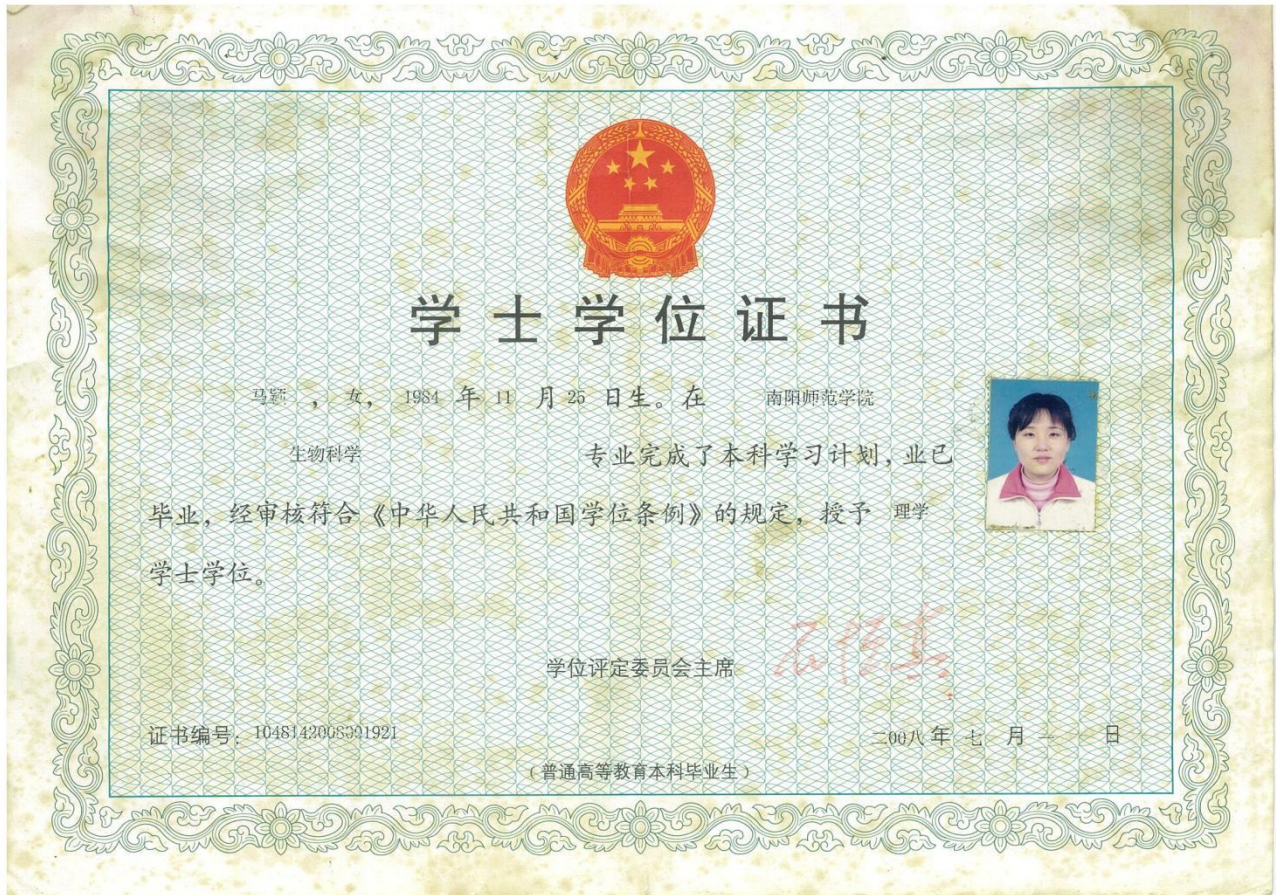 学士学位证书
马颖，女，1984年11月25日生。在 南阳师范学院
生物科学 专业完成了本科学习计划，业已
毕业，经审核符合《中华人民共和国学位条例》的规定，授予 理学
学士学位。
学位评定委员会主席
证书编号：1048142008001921 二00八年七月一日
（普通高等教育本科毕业生）